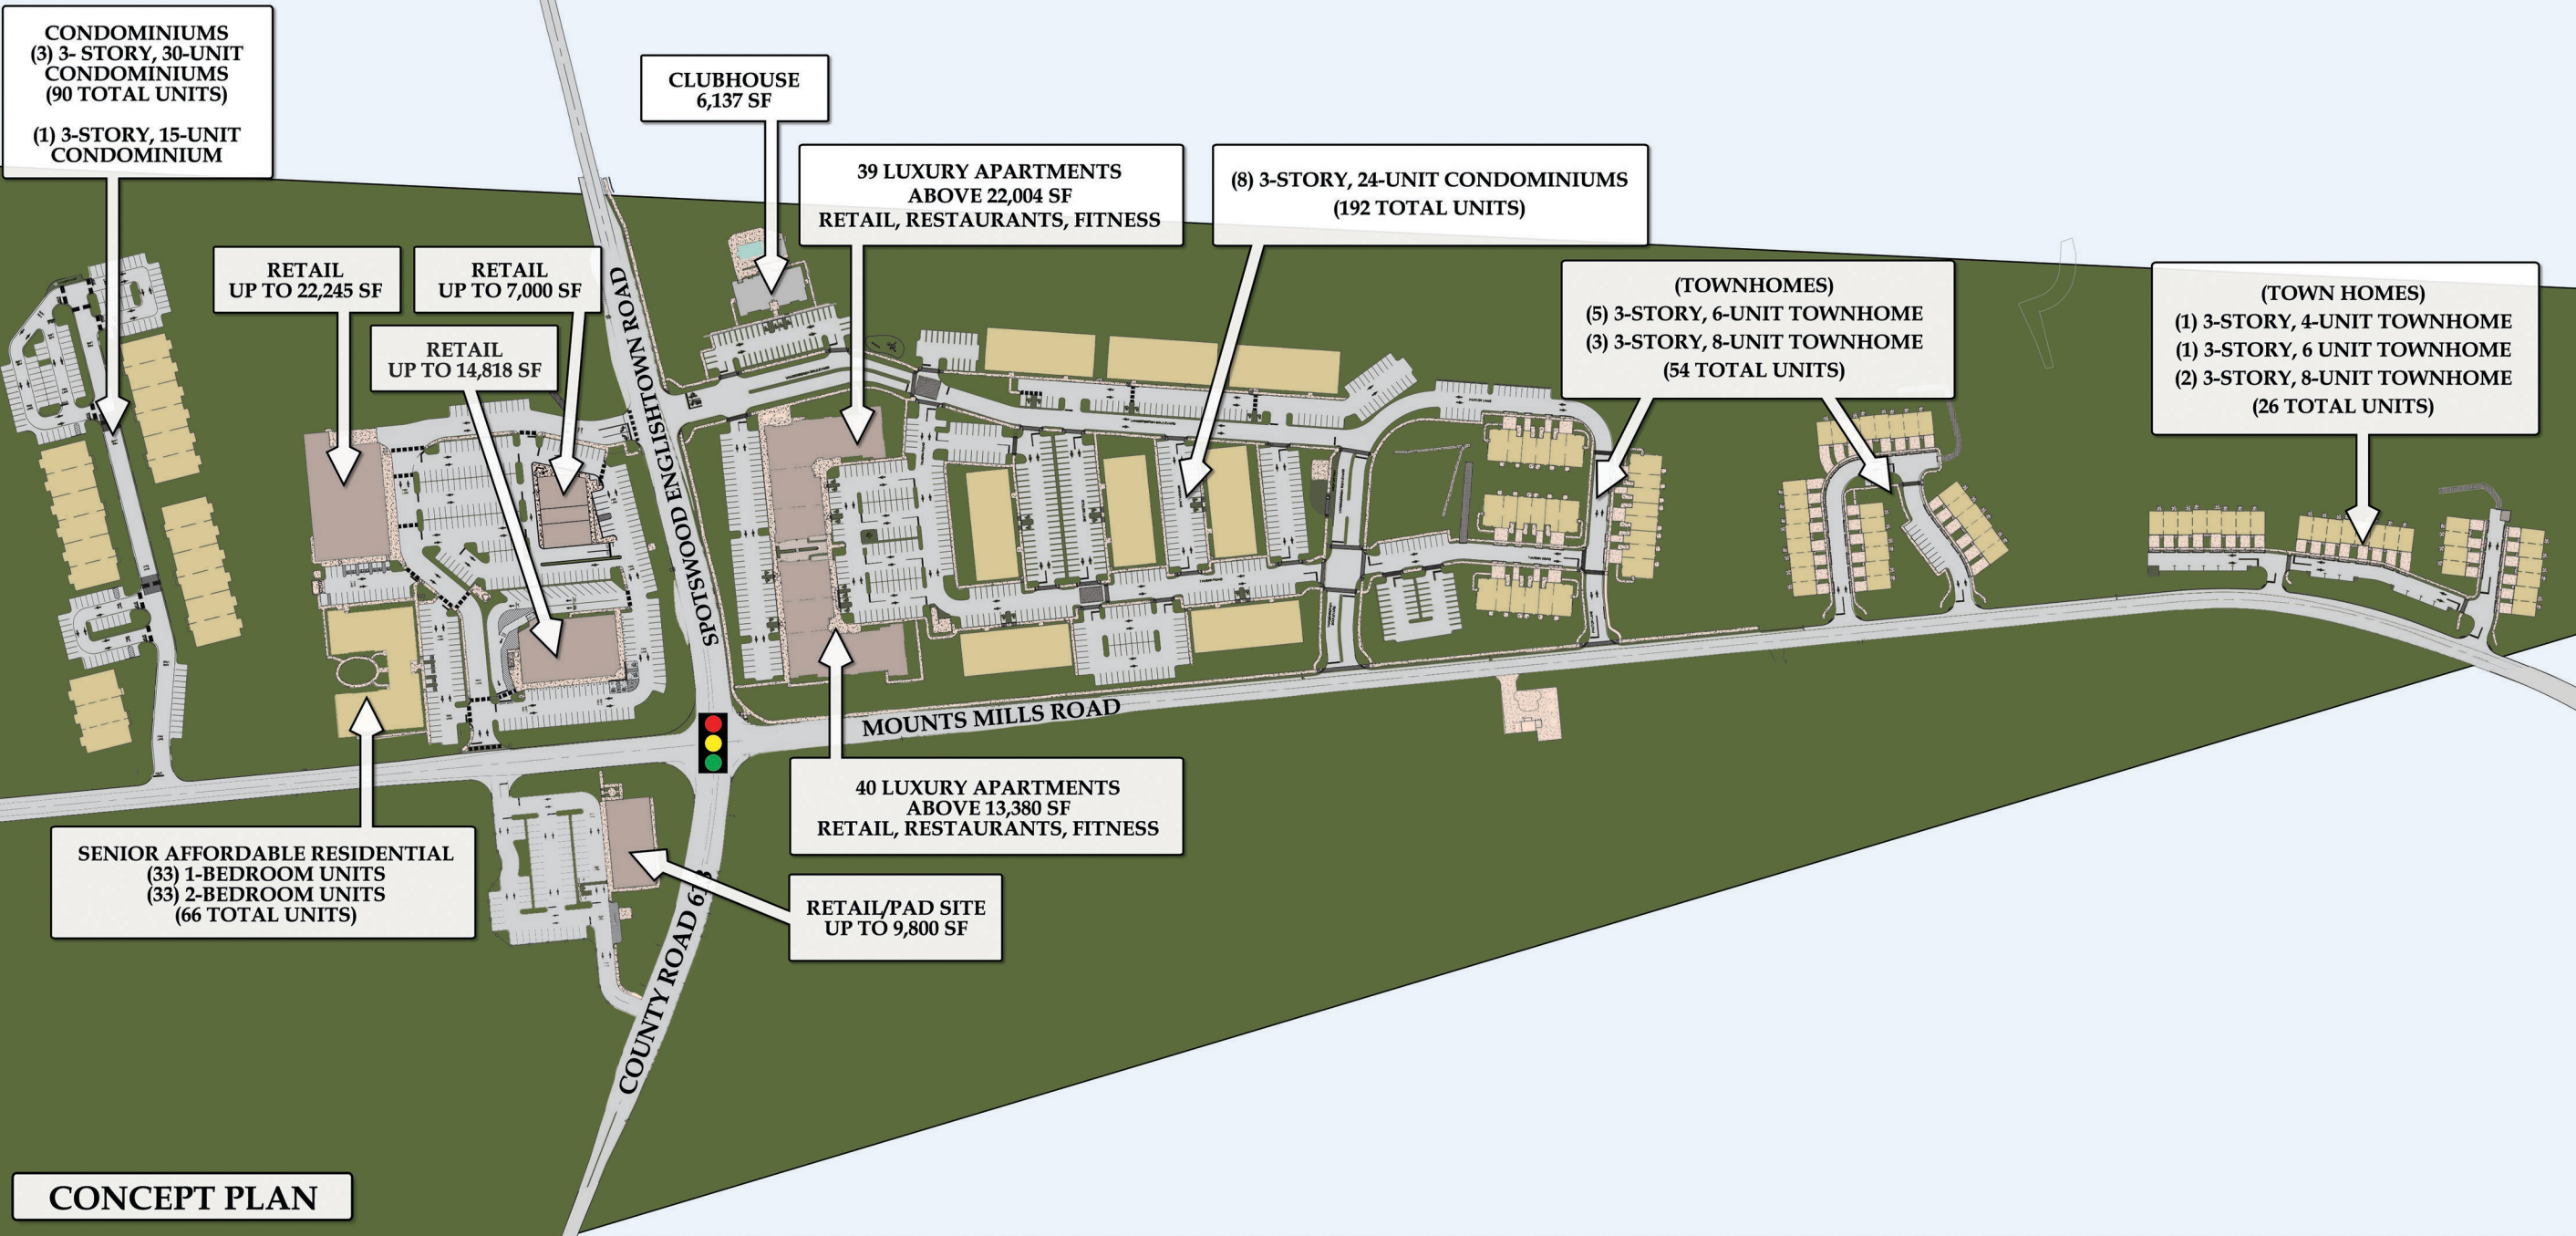 CONDOMINIUMS
(3) 3- STORY, 30-UNIT
CONDOMINIUMS
(90 TOTAL UNITS)
(1) 3-STORY, 15-UNIT
CONDOMINIUM
CLUBHOUSE
6,137 SF
39 LUXURY APARTMENTS
ABOVE 22,004 SF
RETAIL, RESTAURANTS, FITNESS
(8) 3-STORY, 24-UNIT CONDOMINIUMS
(192 TOTAL UNITS)
RETAIL
UP TO 22,245 SF
RETAIL
UP TO 7,000 SF
RETAIL
UP TO 14,818 SF
(TOWNHOMES)
(5) 3-STORY, 6-UNIT TOWNHOME
(3) 3-STORY, 8-UNIT TOWNHOME
(54 TOTAL UNITS)
(TOWN HOMES)
(1) 3-STORY, 4-UNIT TOWNHOME
(1) 3-STORY, 6 UNIT TOWNHOME
(2) 3-STORY, 8-UNIT TOWNHOME
(26 TOTAL UNITS)
SPOTSWOOD ENGLISHTOWN ROAD
MOUNTS MILLS ROAD
40 LUXURY APARTMENTS
ABOVE 13,380 SF
RETAIL, RESTAURANTS, FITNESS
SENIOR AFFORDABLE RESIDENTIAL
(33) 1-BEDROOM UNITS
(33) 2-BEDROOM UNITS
(66 TOTAL UNITS)
RETAIL/PAD SITE
UP TO 9,800 SF
COUNTY ROAD
CONCEPT PLAN